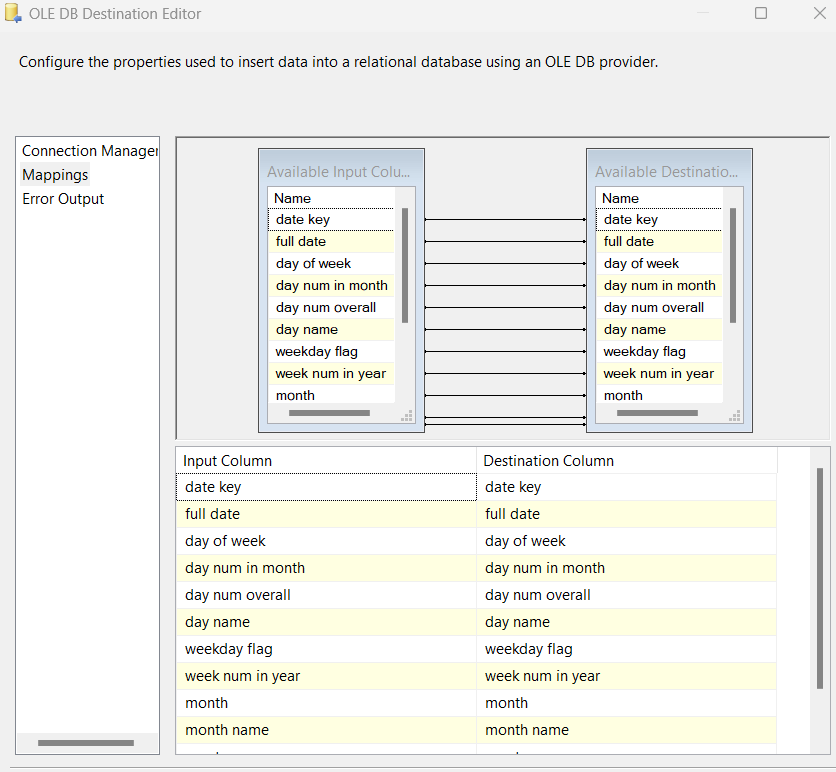 OLE DB Destination Editor
Configure the properties used to insert data into a relational database using an OLE DB provider.
Connection Manager
Mappings
Error Output
Available Input Colu...
Name
date key
full date
day of week
day num in month
day num overall
day name
weekday flag
week num in year
month
Available Destinatio...
Name
date key
full date
day of week
day num in month
day num overall
day name
weekday flag
week num in year
month
Input Column Destination Column
date key date key
full date full date
day of week day of week
day num in month day num in month
day num overall day num overall
day name day name
weekday flag weekday flag
week num in year week num in year
month month
month name month name